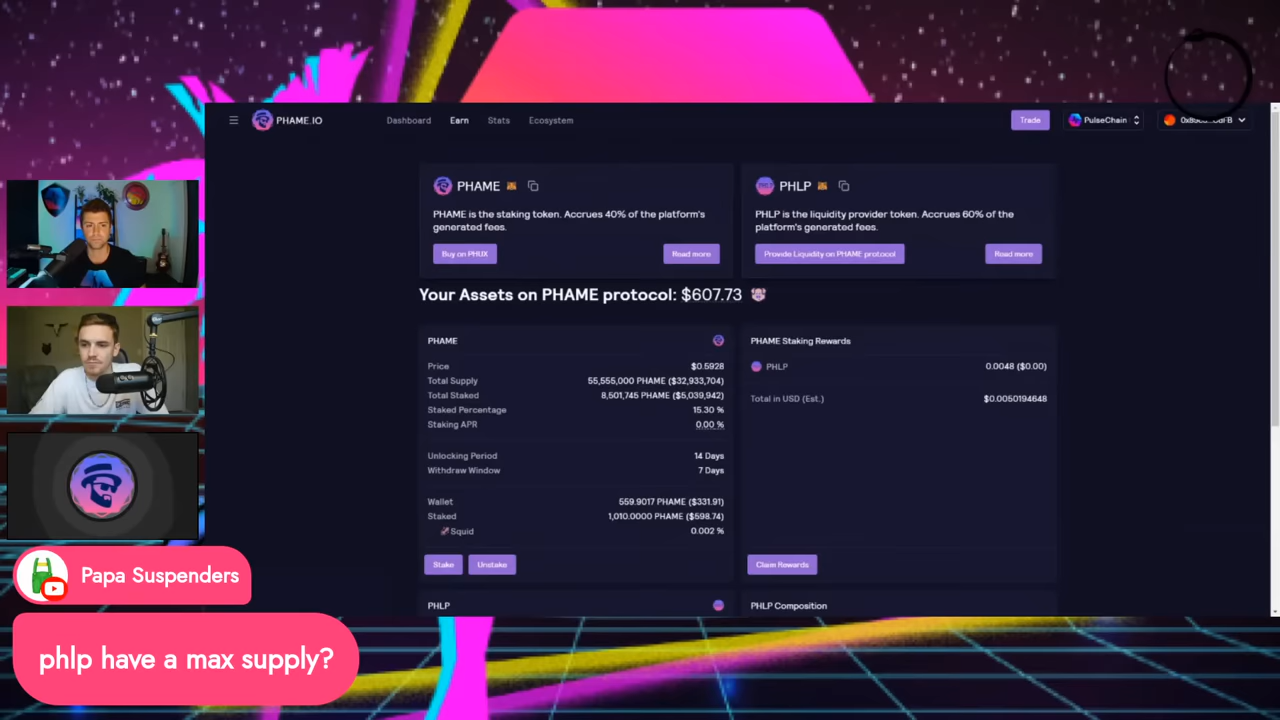 PHAME.IO
Dashboard
Earn
Stats
Ecosystem
Trade
PulseChain
PHAME
PHAME is the staking token. Accrues 40% of the platform's
generated fees.
Buy on PHUX
Read more
PHLP
PHLP is the liquidity provider token. Accrues 60% of the
platform's generated fees.
Provide Liquidity on PHAME protocol
Read more
Your Assets on PHAME protocol: $607.73
PHAME
Price $0.5928
Total Supply 55,555,000 PHAME ($32,933,704)
Total Staked 8,501,745 PHAME ($5,039,942)
Staked Percentage 15.30 %
Staking APR 0.00 %
Unlocking Period 14 Days
Withdraw Window 7 Days
Wallet 559.9017 PHAME ($331.91)
Staked 1,010.0000 PHAME ($598.74)
Squid 0.002 %
Stake
Unstake
PHAME Staking Rewards
PHLP 0.0048 ($0.00)
Total in USD (Est.) $0.0050194648
Claim Rewards
PHLP
PHLP Composition
Papa Suspenders
phlp have a max supply?